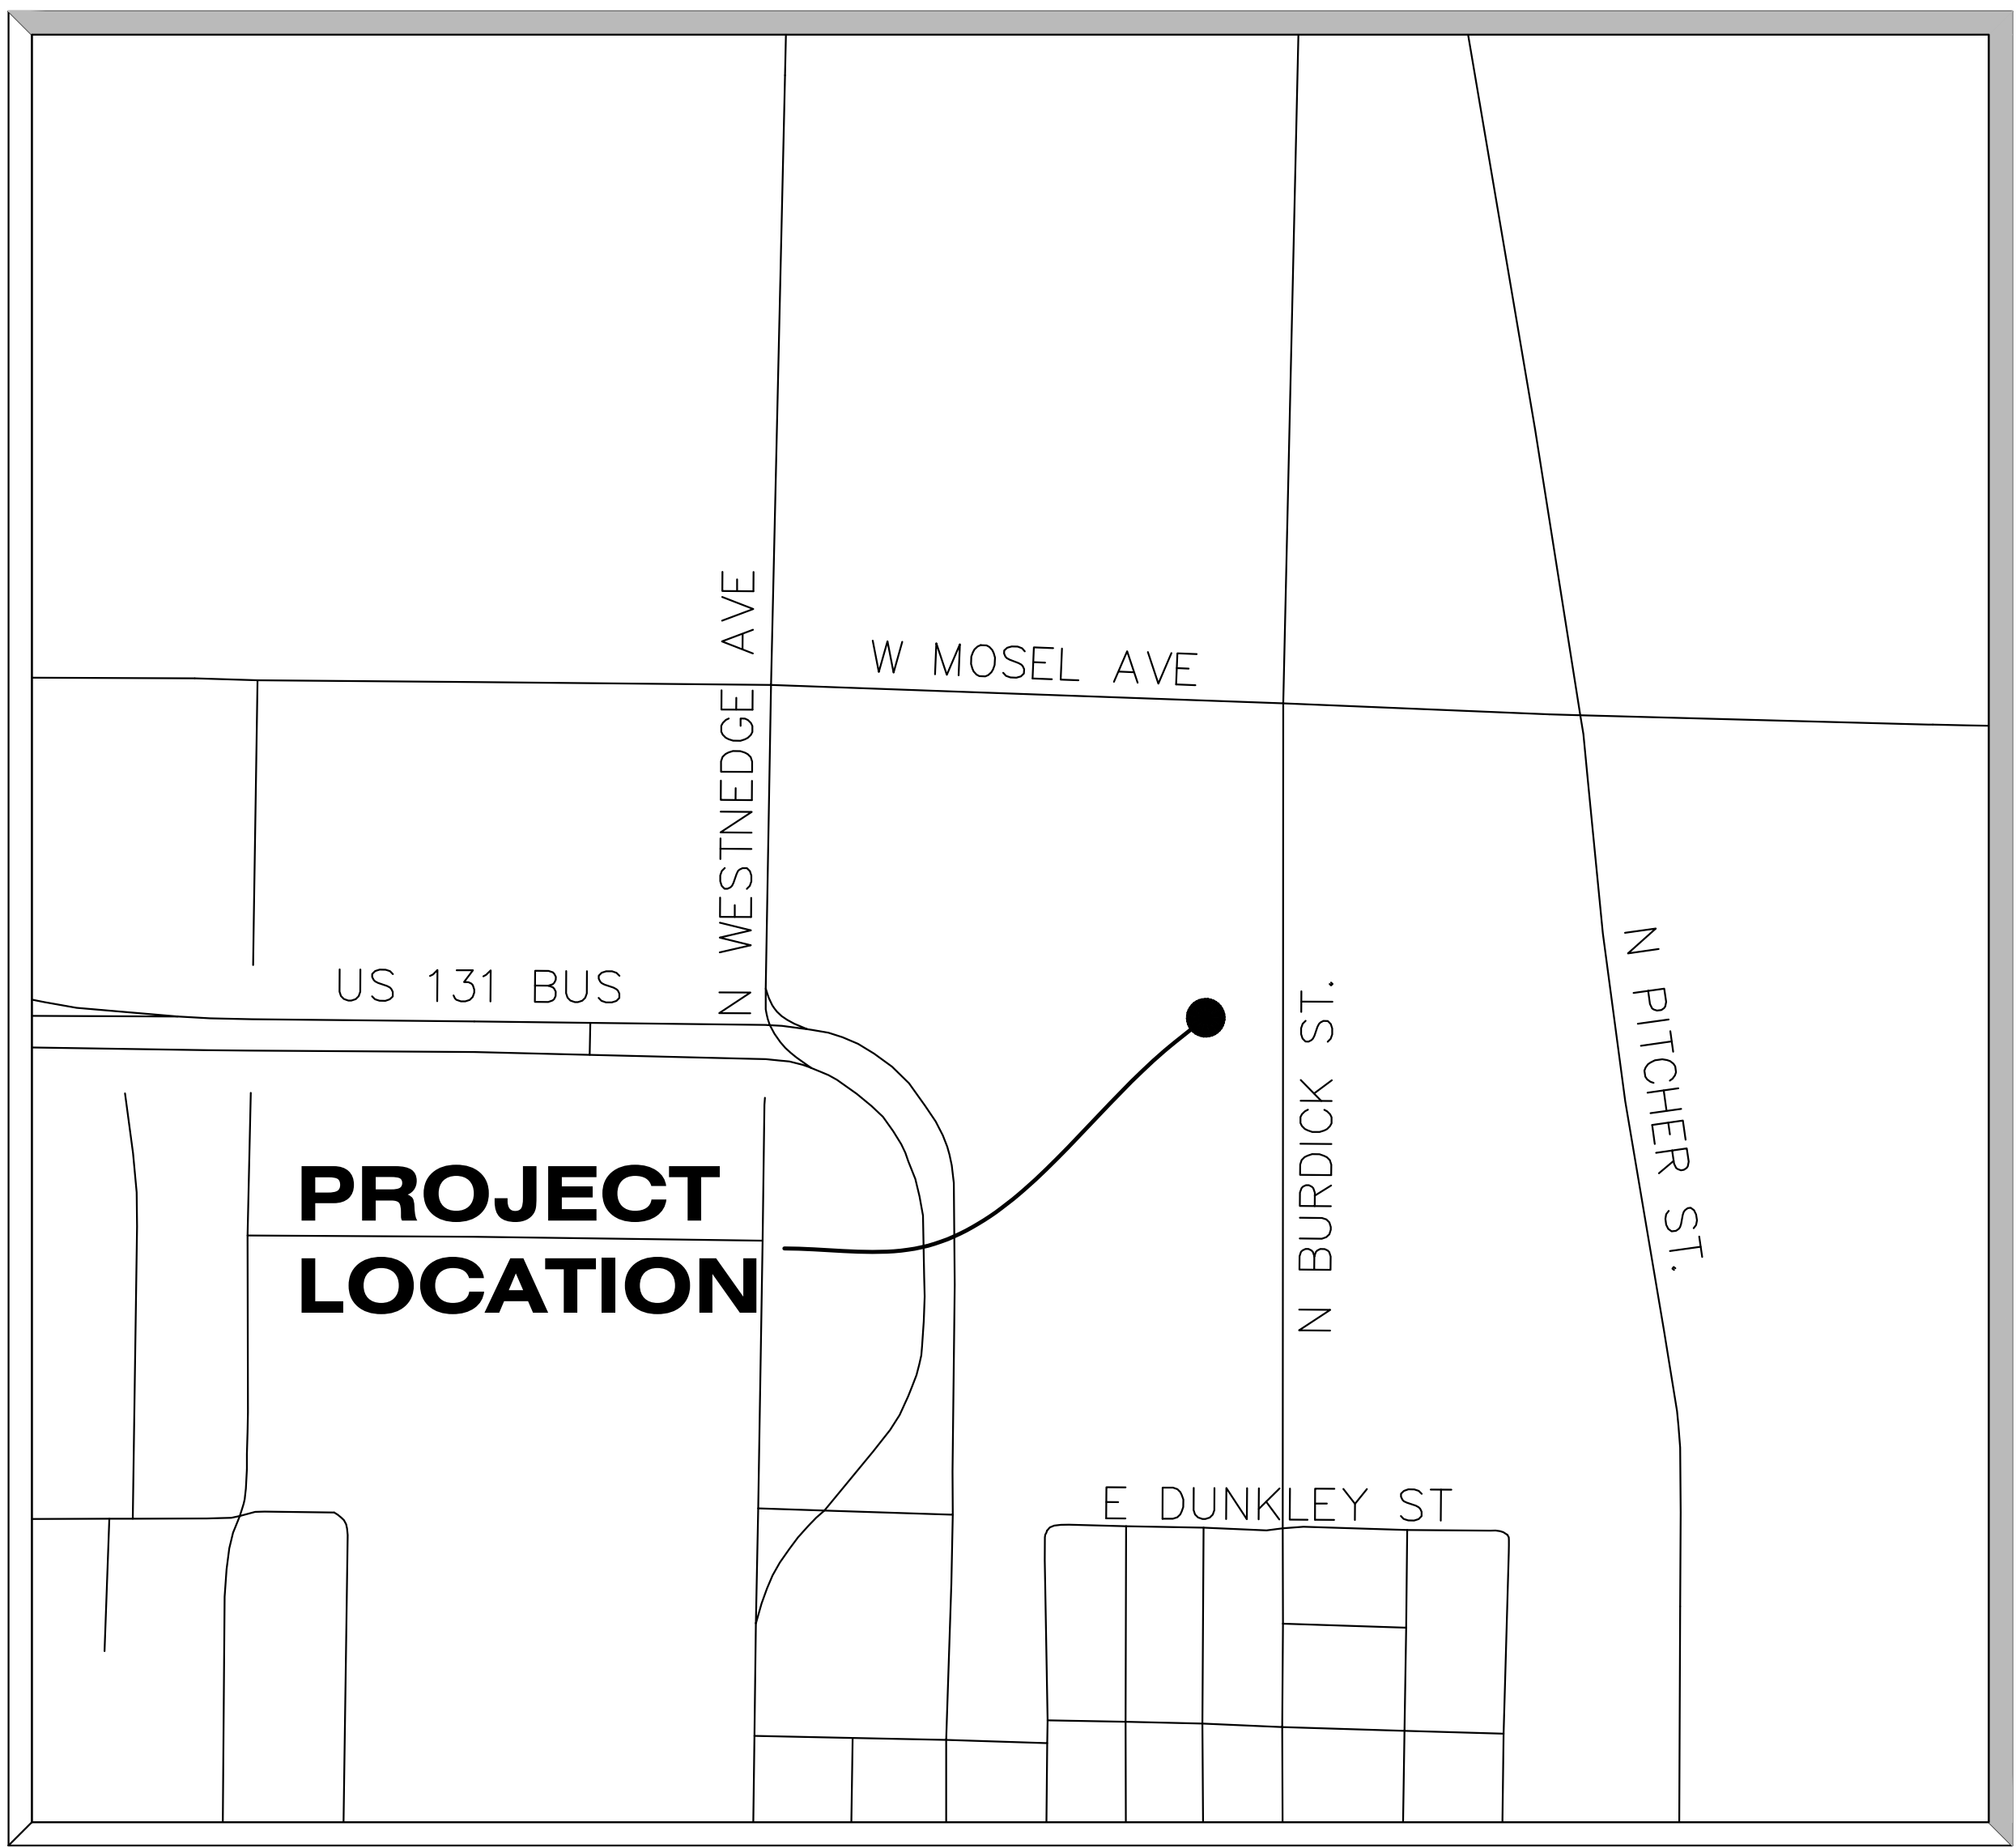 N WESTNEDGE AVE
W MOSEL AVE
US 131 BUS
N BURDICK ST.
N PITCHER ST.
PROJECT
LOCATION
E DUNKLEY ST